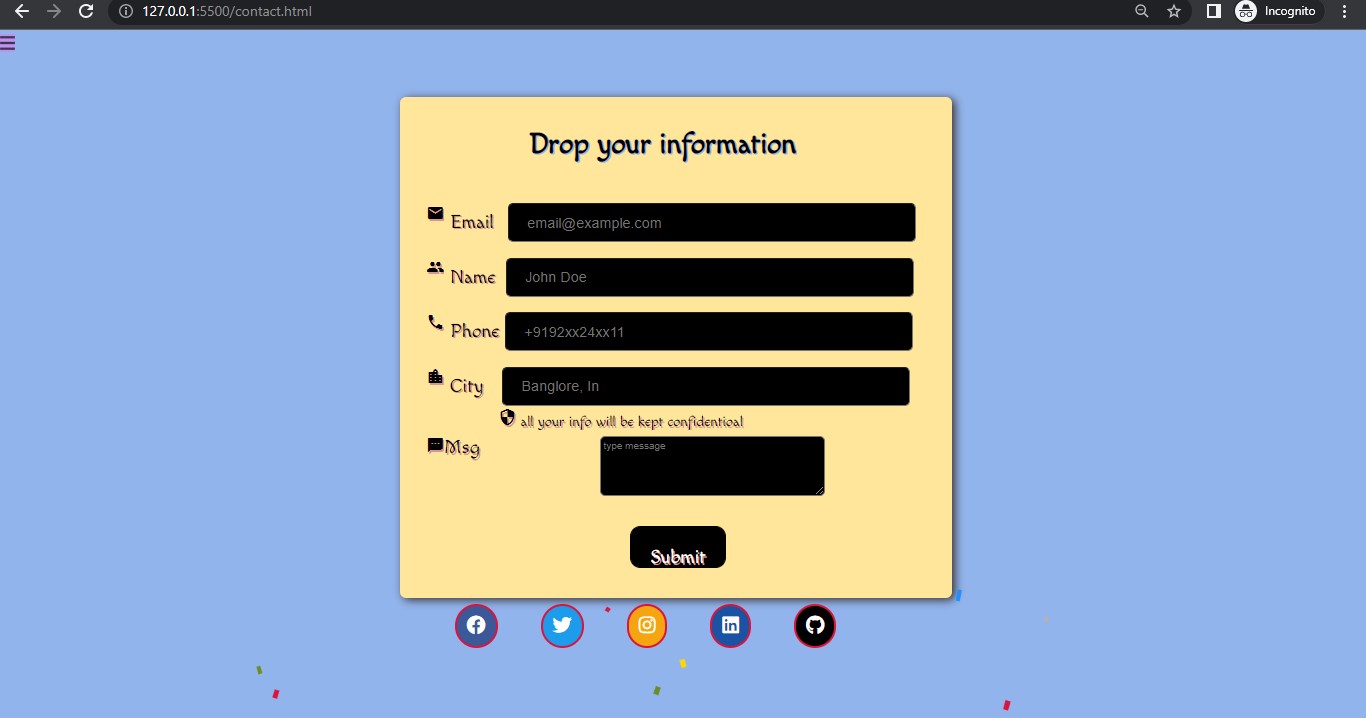 127.0.0.1:5500/contact.html
Incognito
Drop your information
Email email@example.com
Name John Doe
Phone +9192xx24xx11
City Banglore, In
all your info will be kept confidentioal
Msg type message
Submit